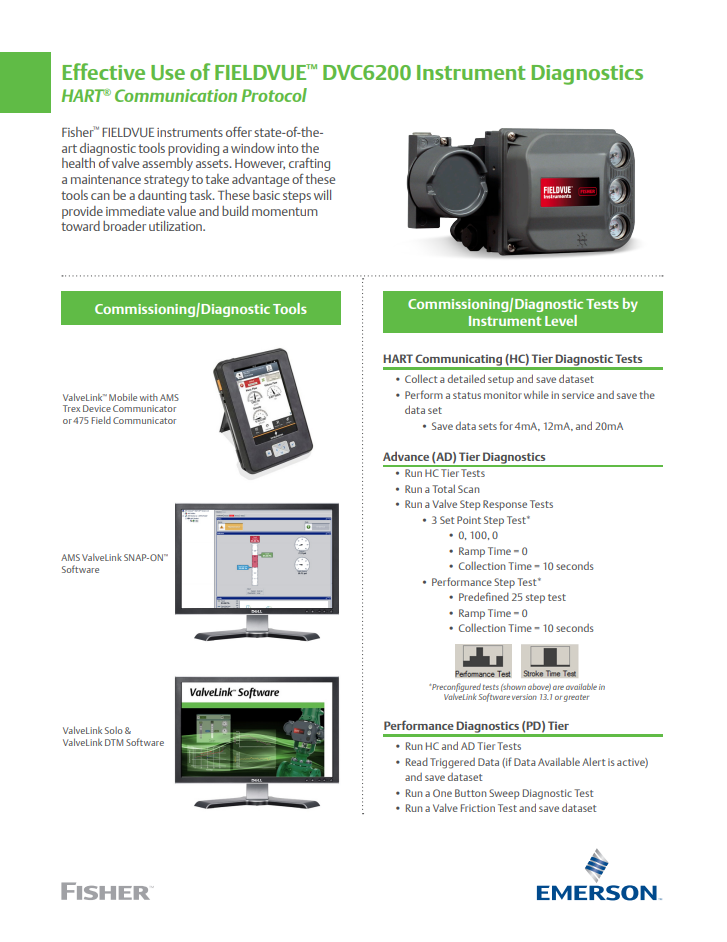 Effective Use of FIELDVUE™ DVC6200 Instrument Diagnostics
HART® Communication Protocol
Fisher™ FIELDVUE instruments offer state-of-the-
art diagnostic tools providing a window into the
health of valve assembly assets. However, crafting
a maintenance strategy to take advantage of these
tools can be a daunting task. These basic steps will
provide immediate value and build momentum
toward broader utilization.
FIELDVUE
Instruments
FISHER
Commissioning/Diagnostic Tools
ValveLink™ Mobile with AMS
Trex Device Communicator
or 475 Field Communicator
AMS ValveLink SNAP-ON™
Software
DELL
ValveLink Solo &
ValveLink DTM Software
ValveLink™ Software
DELL
Commissioning/Diagnostic Tests by
Instrument Level
HART Communicating (HC) Tier Diagnostic Tests
• Collect a detailed setup and save dataset
• Perform a status monitor while in service and save the
data set
• Save data sets for 4mA, 12mA, and 20mA
Advance (AD) Tier Diagnostics
• Run HC Tier Tests
• Run a Total Scan
• Run a Valve Step Response Tests
• 3 Set Point Step Test*
• 0, 100, 0
• Ramp Time = 0
• Collection Time = 10 seconds
• Performance Step Test*
• Predefined 25 step test
• Ramp Time = 0
• Collection Time = 10 seconds
Performance Test
Stroke Time Test
*Preconfigured tests (shown above) are available in
ValveLink Software version 13.1 or greater
Performance Diagnostics (PD) Tier
• Run HC and AD Tier Tests
• Read Triggered Data (if Data Available Alert is active)
and save dataset
• Run a One Button Sweep Diagnostic Test
• Run a Valve Friction Test and save dataset
FISHER™
EMERSON™